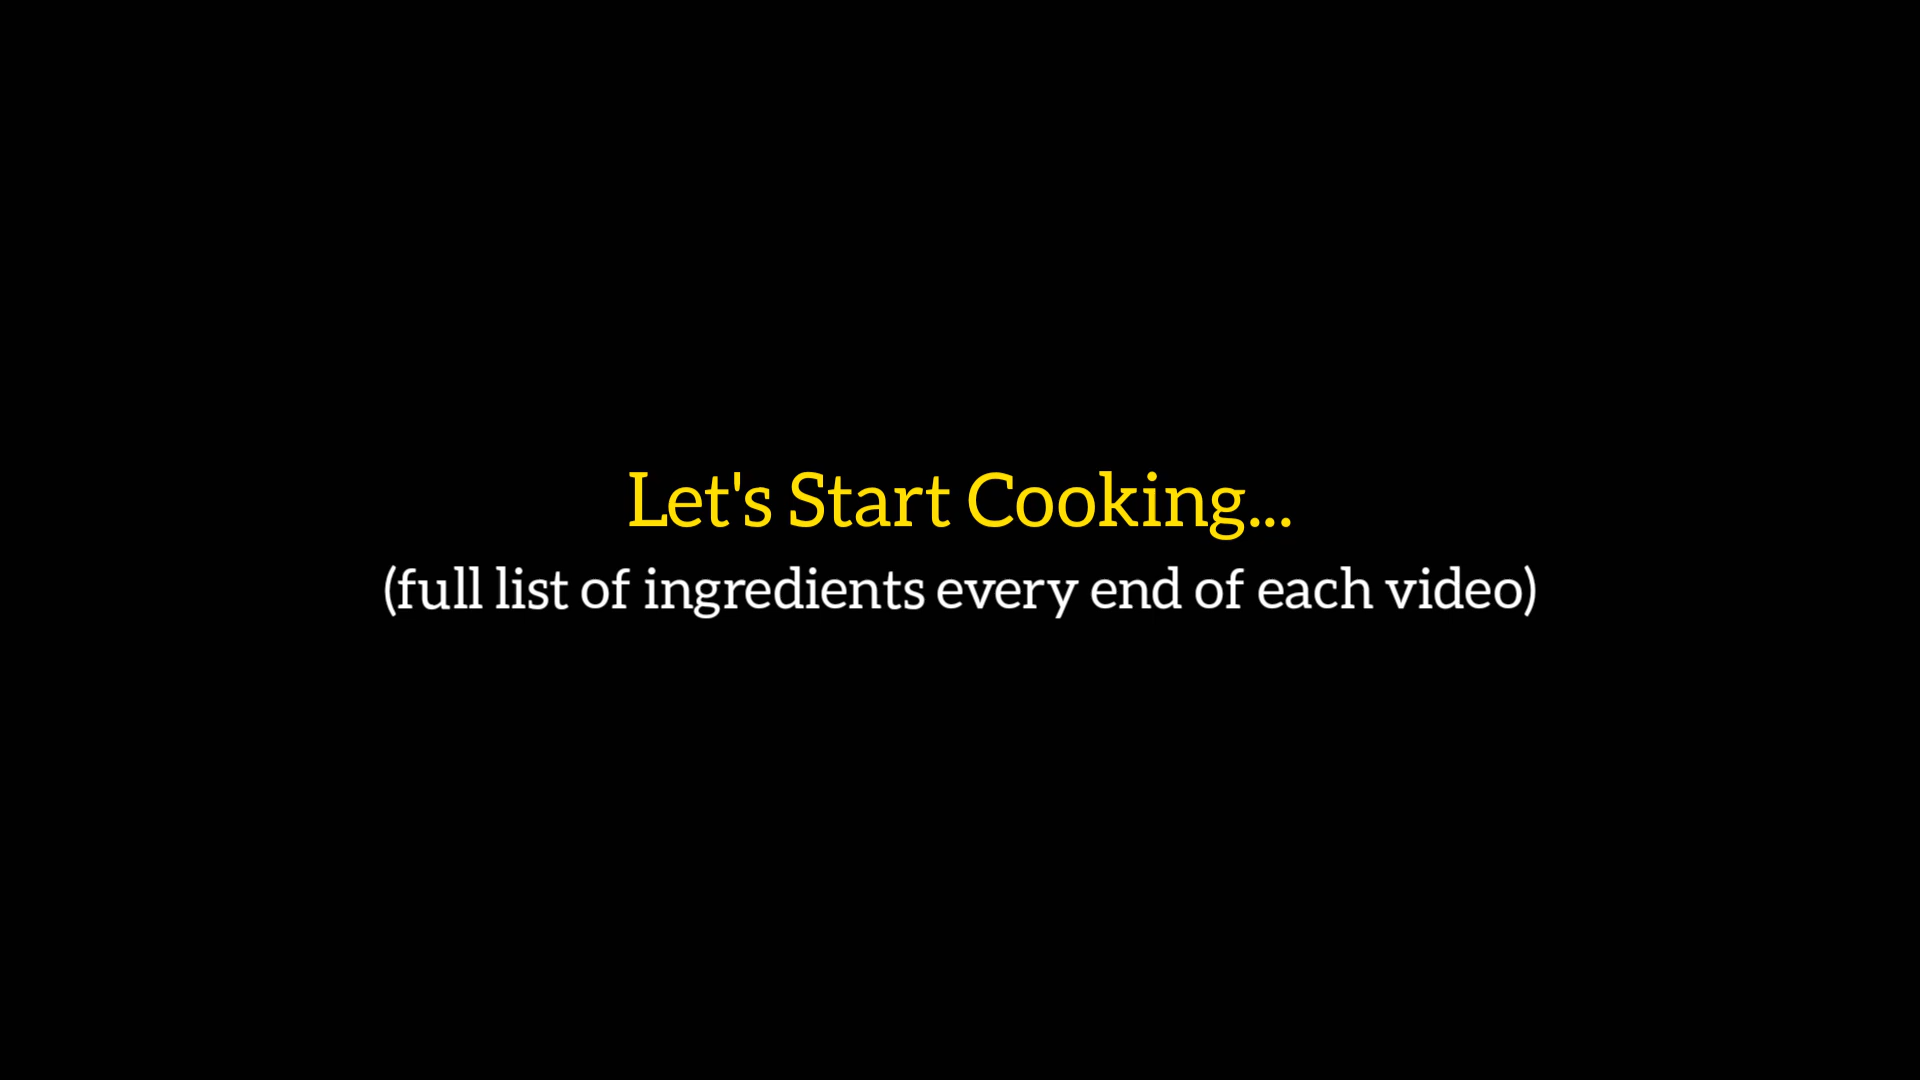 Let's Start Cooking...
(full list of ingredients every end of each video)